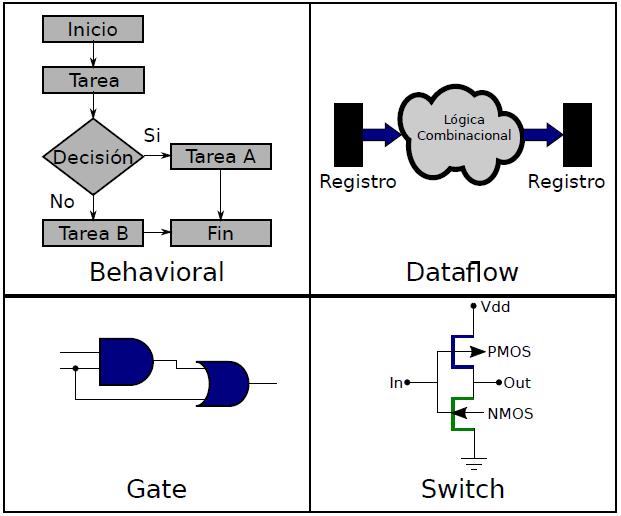 Inicio
Tarea
Decisión
Si
Tarea A
No
Tarea B
Fin
Behavioral
Lógica
Combinacional
Registro
Registro
Dataflow
Gate
Vdd
PMOS
In
Out
NMOS
Switch